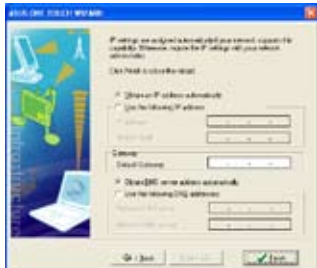 ASUS ONE TOUCH WIZARD
IP settings are assigned automatically if your network supports this
capability. Otherwise, inquire the IP settings with your network
administrator.
Click Finish to close the wizard.
Obtain an IP address automatically
Use the following IP address
Gateway
Default Gateway:
Obtain DNS server address automatically
Use the following DNS addresses
infrastructure
< Back
Finish